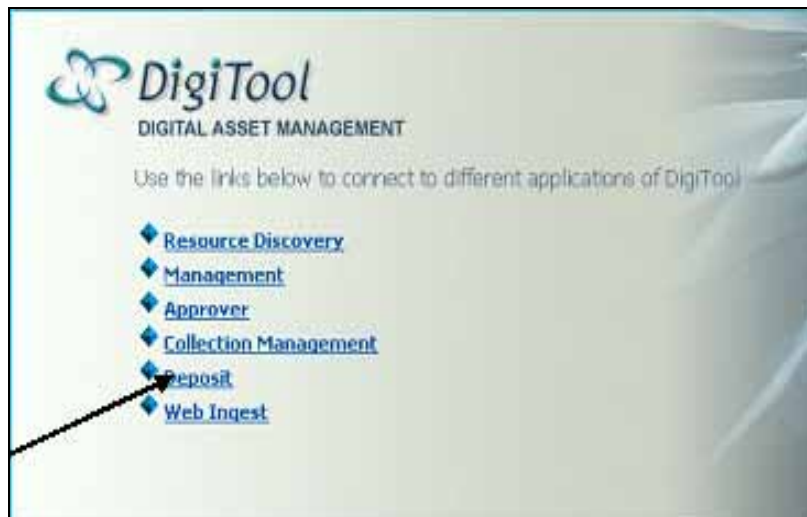 DigiTool
DIGITAL ASSET MANAGEMENT
Use the links below to connect to different applications of DigiTool
Resource Discovery
Management
Approver
Collection Management
Deposit
Web Ingest